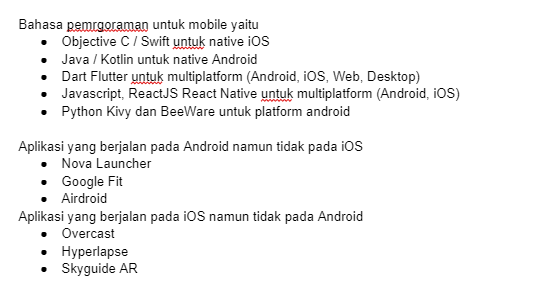 Bahasa pemrgoraman untuk mobile yaitu
● Objective C / Swift untuk native iOS
● Java / Kotlin untuk native Android
● Dart Flutter untuk multiplatform (Android, iOS, Web, Desktop)
● Javascript, ReactJS React Native untuk multiplatform (Android, iOS)
● Python Kivy dan BeeWare untuk platform android
Aplikasi yang berjalan pada Android namun tidak pada iOS
● Nova Launcher
● Google Fit
● Airdroid
Aplikasi yang berjalan pada iOS namun tidak pada Android
● Overcast
● Hyperlapse
● Skyguide AR